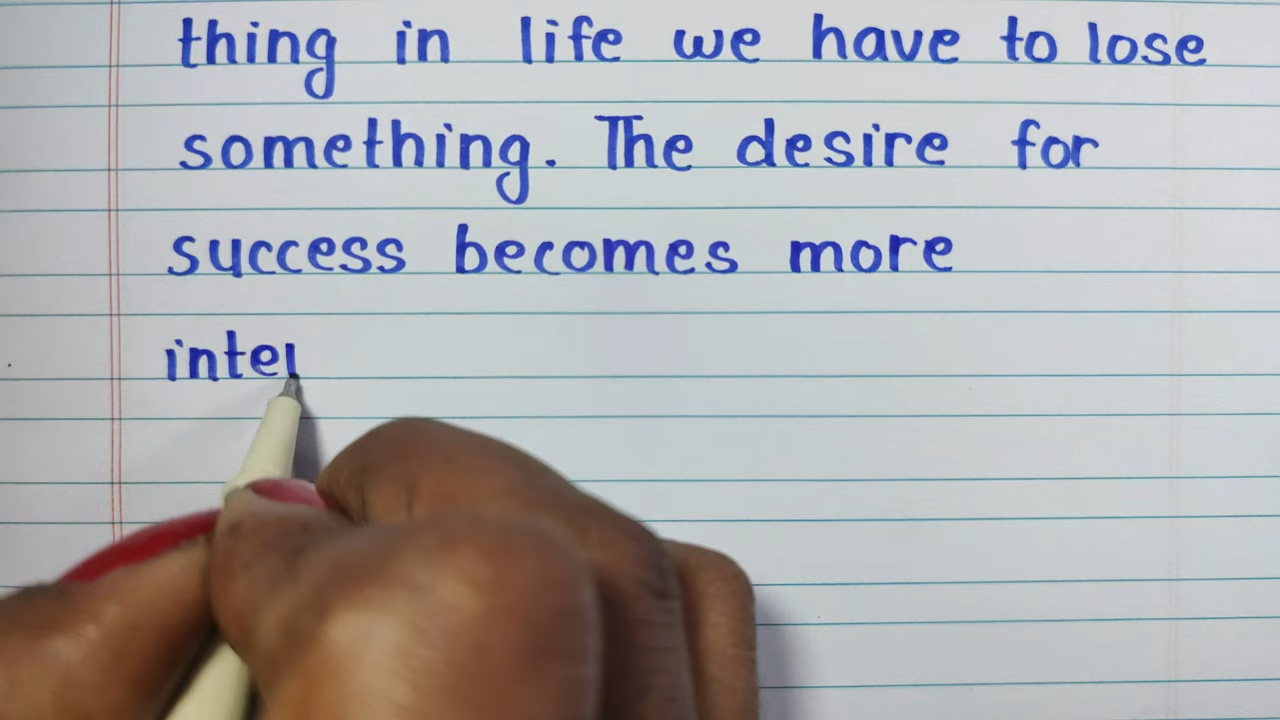 thing in life we have to lose
something. The desire for
success becomes more
inte